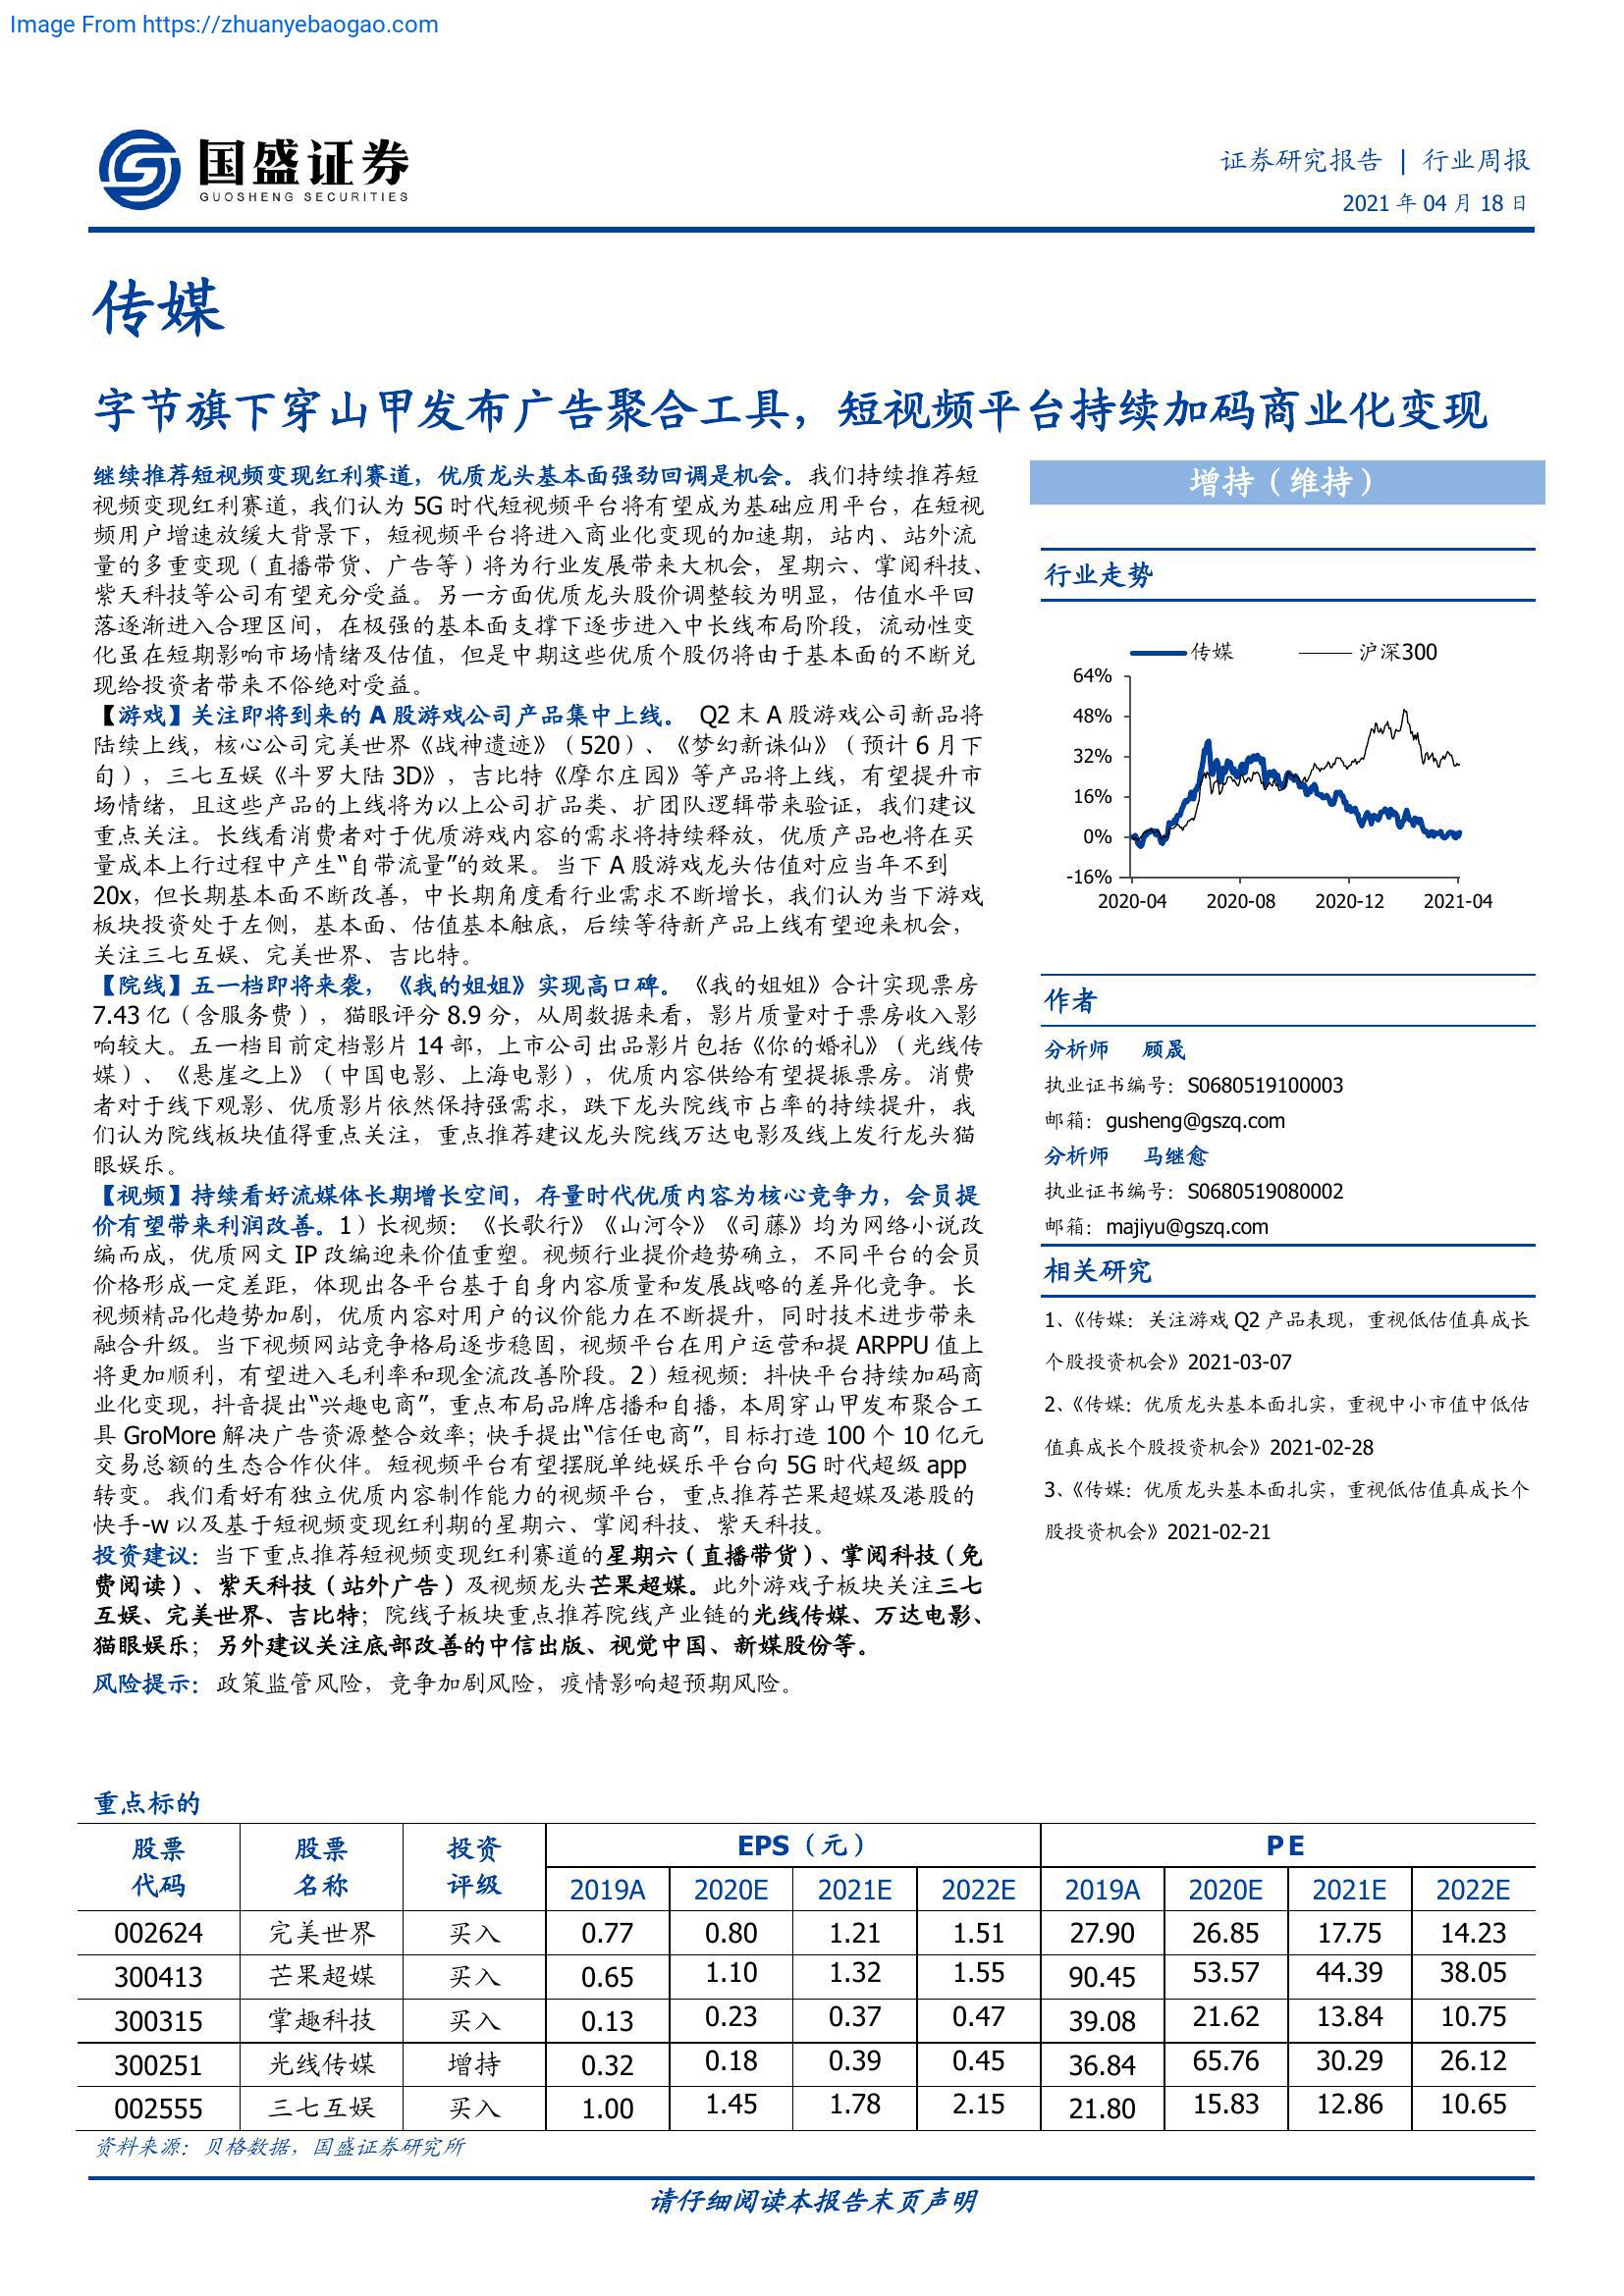 Image From https://zhuanyebaogao.com
国盛证券
GUOSHENG SECURITIES
证券研究报告 | 行业周报
2021 年 04 月 18 日
传媒
字节旗下穿山甲发布广告聚合工具，短视频平台持续加码商业化变现
继续推荐短视频变现红利赛道，优质龙头基本面强劲回调是机会。我们持续推荐短
视频变现红利赛道，我们认为 5G 时代短视频平台将有望成为基础应用平台，在短视
频用户增速放缓大背景下，短视频平台将进入商业化变现的加速期，站内、站外流
量的多重变现（直播带货、广告等）将为行业发展带来大机会，星期六、掌阅科技、
紫天科技等公司有望充分受益。另一方面优质龙头股价调整较为明显，估值水平回
落逐渐进入合理区间，在极强的基本面支撑下逐步进入中长线布局阶段，流动性变
化虽在短期影响市场情绪及估值，但是中期这些优质个股仍将由于基本面的不断兑
现给投资者带来不俗绝对受益。
【游戏】关注即将到来的 A 股游戏公司产品集中上线。 Q2 末 A 股游戏公司新品将
陆续上线，核心公司完美世界《战神遗迹》（520）、《梦幻新诛仙》（预计 6 月下
旬），三七互娱《斗罗大陆 3D》，吉比特《摩尔庄园》等产品将上线，有望提升市
场情绪，且这些产品的上线将为以上公司扩品类、扩团队逻辑带来验证，我们建议
重点关注。长线看消费者对于优质游戏内容的需求将持续释放，优质产品也将在买
量成本上行过程中产生“自带流量”的效果。当下 A 股游戏龙头估值对应当年不到
20x，但长期基本面不断改善，中长期角度看行业需求不断增长，我们认为当下游戏
板块投资处于左侧，基本面、估值基本触底，后续等待新产品上线有望迎来机会，
关注三七互娱、完美世界、吉比特。
【院线】五一档即将来袭，《我的姐姐》实现高口碑。《我的姐姐》合计实现票房
7.43 亿（含服务费），猫眼评分 8.9 分，从周数据来看，影片质量对于票房收入影
响较大。五一档目前定档影片 14 部，上市公司出品影片包括《你的婚礼》（光线传
媒）、《悬崖之上》（中国电影、上海电影），优质内容供给有望提振票房。消费
者对于线下观影、优质影片依然保持强需求，跌下龙头院线市占率的持续提升，我
们认为院线板块值得重点关注，重点推荐建议龙头院线万达电影及线上发行龙头猫
眼娱乐。
【视频】持续看好流媒体长期增长空间，存量时代优质内容为核心竞争力，会员提
价有望带来利润改善。1）长视频：《长歌行》《山河令》《司藤》均为网络小说改
编而成，优质网文 IP 改编迎来价值重塑。视频行业提价趋势确立，不同平台的会员
价格形成一定差距，体现出各平台基于自身内容质量和发展战略的差异化竞争。长
视频精品化趋势加剧，优质内容对用户的议价能力在不断提升，同时技术进步带来
融合升级。当下视频网站竞争格局逐步稳固，视频平台在用户运营和提 ARPPU 值上
将更加顺利，有望进入毛利率和现金流改善阶段。2）短视频：抖快平台持续加码商
业化变现，抖音提出“兴趣电商”，重点布局品牌店播和自播，本周穿山甲发布聚合工
具 GroMore 解决广告资源整合效率；快手提出“信任电商”，目标打造 100 个 10 亿元
交易总额的生态合作伙伴。短视频平台有望摆脱单纯娱乐平台向 5G 时代超级 app
转变。我们看好有独立优质内容制作能力的视频平台，重点推荐芒果超媒及港股的
快手-w 以及基于短视频变现红利期的星期六、掌阅科技、紫天科技。
投资建议：当下重点推荐短视频变现红利赛道的星期六（直播带货）、掌阅科技（免
费阅读）、紫天科技（站外广告）及视频龙头芒果超媒。此外游戏子板块关注三七
互娱、完美世界、吉比特；院线子板块重点推荐院线产业链的光线传媒、万达电影、
猫眼娱乐；另外建议关注底部改善的中信出版、视觉中国、新媒股份等。
风险提示：政策监管风险，竞争加剧风险，疫情影响超预期风险。
增持（维持）
行业走势
传媒 沪深300
64%
48%
32%
16%
0%
-16%
2020-04 2020-08 2020-12 2021-04
作者
分析师 顾晟
执业证书编号：S0680519100003
邮箱：gusheng@gszq.com
分析师 马继愈
执业证书编号：S0680519080002
邮箱：majiyu@gszq.com
相关研究
1、《传媒：关注游戏 Q2 产品表现，重视低估值真成长
个股投资机会》2021-03-07
2、《传媒：优质龙头基本面扎实，重视中小市值中低估
值真成长个股投资机会》2021-02-28
3、《传媒：优质龙头基本面扎实，重视低估值真成长个
股投资机会》2021-02-21
重点标的
股票 股票 投资 EPS（元） PE
代码 名称 评级 2019A 2020E 2021E 2022E 2019A 2020E 2021E 2022E
002624 完美世界 买入 0.77 0.80 1.21 1.51 27.90 26.85 17.75 14.23
300413 芒果超媒 买入 0.65 1.10 1.32 1.55 90.45 53.57 44.39 38.05
300315 掌趣科技 买入 0.13 0.23 0.37 0.47 39.08 21.62 13.84 10.75
300251 光线传媒 增持 0.32 0.18 0.39 0.45 36.84 65.76 30.29 26.12
002555 三七互娱 买入 1.00 1.45 1.78 2.15 21.80 15.83 12.86 10.65
资料来源：贝格数据，国盛证券研究所
请仔细阅读本报告末页声明